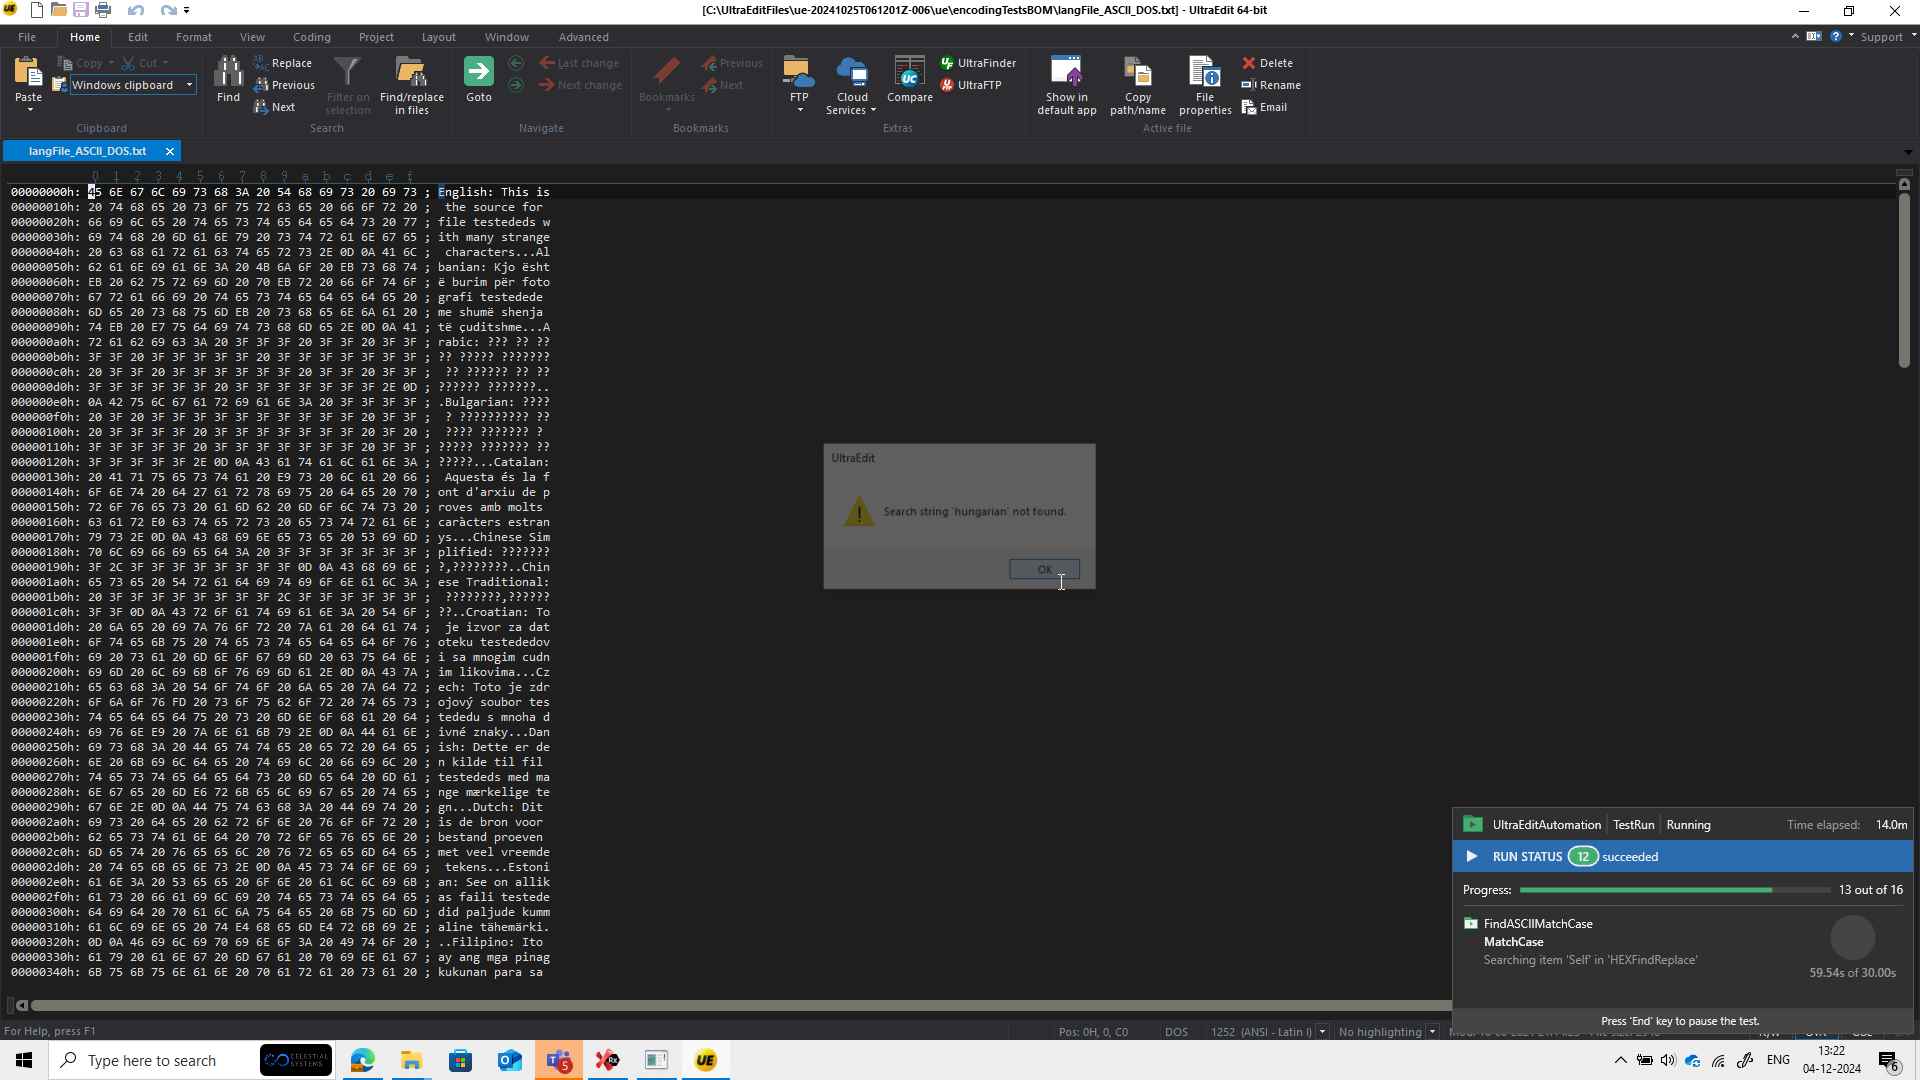 [C:\UltraEditFiles\ue-20241025T061201Z-006\ue\encodingTestsBOM\langFile_ASCII_DOS.txt] - UltraEdit 64-bit
File Home Edit Format View Coding Project Layout Window Advanced Support
Paste Copy Cut Windows clipboard Clipboard
Find Replace Previous Next Filter on selection Find/replace in files Search
Goto Last change Next change Navigate
Bookmarks Previous Next Bookmarks
FTP Cloud Services Compare UltraFinder UltraFTP Extras
Show in default app Copy path/name File properties Delete Rename Email Active file
langFile_ASCII_DOS.txt
0 1 2 3 4 5 6 7 8 9 a b c d e f
00000000h: 45 6E 67 6C 69 73 68 3A 20 54 68 69 73 20 69 73 ; English: This is
00000010h: 20 74 68 65 20 73 6F 75 72 63 65 20 66 6F 72 20 ;  the source for
00000020h: 66 69 6C 65 20 74 65 73 74 65 64 65 64 73 20 77 ; file testededs w
00000030h: 69 74 68 20 6D 61 6E 79 20 73 74 72 61 6E 67 65 ; ith many strange
00000040h: 20 63 68 61 72 61 63 74 65 72 73 2E 0D 0A 41 6C ;  characters...Al
00000050h: 62 61 6E 69 61 6E 3A 20 4B 6A 6F 20 EB 73 68 74 ; banian: Kjo ësht
00000060h: EB 20 62 75 72 69 6D 20 70 EB 72 20 66 6F 74 6F ; ë burim për foto
00000070h: 67 72 61 66 69 20 74 65 73 74 65 64 65 64 65 20 ; grafi testedede
00000080h: 6D 65 20 73 68 75 6D EB 20 73 68 65 6E 6A 61 20 ; me shumë shenja
00000090h: 74 EB 20 E7 75 64 69 74 73 68 6D 65 2E 0D 0A 41 ; të çuditshme...A
000000a0h: 72 61 62 69 63 3A 20 3F 3F 3F 20 3F 3F 20 3F 3F ; rabic: ??? ?? ??
000000b0h: 3F 3F 20 3F 3F 3F 3F 3F 20 3F 3F 3F 3F 3F 3F 3F ; ?? ????? ???????
000000c0h: 20 3F 3F 20 3F 3F 3F 3F 3F 3F 20 3F 3F 20 3F 3F ;  ?? ?????? ?? ??
000000d0h: 3F 3F 3F 3F 3F 3F 20 3F 3F 3F 3F 3F 3F 3F 2E 0D ; ?????? ???????..
000000e0h: 0A 42 75 6C 67 61 72 69 61 6E 3A 20 3F 3F 3F 3F ; .Bulgarian: ????
000000f0h: 20 3F 20 3F 3F 3F 3F 3F 3F 3F 3F 3F 3F 20 3F 3F ;  ? ?????????? ??
00000100h: 20 3F 3F 3F 3F 20 3F 3F 3F 3F 3F 3F 3F 20 3F 20 ;  ???? ??????? ?
00000110h: 3F 3F 3F 3F 3F 20 3F 3F 3F 3F 3F 3F 3F 20 3F 3F ; ????? ??????? ??
00000120h: 3F 3F 3F 3F 3F 2E 0D 0A 43 61 74 61 6C 61 6E 3A ; ?????...Catalan:
00000130h: 20 41 71 75 65 73 74 61 20 E9 73 20 6C 61 20 66 ;  Aquesta és la f
00000140h: 6F 6E 74 20 64 27 61 72 78 69 75 20 64 65 20 70 ; ont d'arxiu de p
00000150h: 72 6F 76 65 73 20 61 6D 62 20 6D 6F 6C 74 73 20 ; roves amb molts
00000160h: 63 61 72 E0 63 74 65 72 73 20 65 73 74 72 61 6E ; caràcters estran
00000170h: 79 73 2E 0D 0A 43 68 69 6E 65 73 65 20 53 69 6D ; ys...Chinese Sim
00000180h: 70 6C 69 66 69 65 64 3A 20 3F 3F 3F 3F 3F 3F 3F ; plified: ???????
00000190h: 3F 2C 3F 3F 3F 3F 3F 3F 3F 3F 0D 0A 43 68 69 6E ; ?,????????..Chin
000001a0h: 65 73 65 20 54 72 61 64 69 74 69 6F 6E 61 6C 3A ; ese Traditional:
000001b0h: 20 3F 3F 3F 3F 3F 3F 3F 3F 2C 3F 3F 3F 3F 3F 3F ;  ????????,??????
000001c0h: 3F 3F 0D 0A 43 72 6F 61 74 69 61 6E 3A 20 54 6F ; ??..Croatian: To
000001d0h: 20 6A 65 20 69 7A 76 6F 72 20 7A 61 20 64 61 74 ;  je izvor za dat
000001e0h: 6F 74 65 6B 75 20 74 65 73 74 65 64 65 64 6F 76 ; oteku testededov
000001f0h: 69 20 73 61 20 6D 6E 6F 67 69 6D 20 63 75 64 6E ; i sa mnogim cudn
00000200h: 69 6D 20 6C 69 6B 6F 76 69 6D 61 2E 0D 0A 43 7A ; im likovima...Cz
00000210h: 65 63 68 3A 20 54 6F 74 6F 20 6A 65 20 7A 64 72 ; ech: Toto je zdr
00000220h: 6F 6A 6F 76 FD 20 73 6F 75 62 6F 72 20 74 65 73 ; ojový soubor tes
00000230h: 74 65 64 65 64 75 20 73 20 6D 6E 6F 68 61 20 64 ; tededu s mnoha d
00000240h: 69 76 6E E9 20 7A 6E 61 6B 79 2E 0D 0A 44 61 6E ; ivné znaky...Dan
00000250h: 69 73 68 3A 20 44 65 74 74 65 20 65 72 20 64 65 ; ish: Dette er de
00000260h: 6E 20 6B 69 6C 64 65 20 74 69 6C 20 66 69 6C 20 ; n kilde til fil
00000270h: 74 65 73 74 65 64 65 64 73 20 6D 65 64 20 6D 61 ; testededs med ma
00000280h: 6E 67 65 20 6D E6 72 6B 65 6C 69 67 65 20 74 65 ; nge mærkelige te
00000290h: 67 6E 2E 0D 0A 44 75 74 63 68 3A 20 44 69 74 20 ; gn...Dutch: Dit
000002a0h: 69 73 20 64 65 20 62 72 6F 6E 20 76 6F 6F 72 20 ; is de bron voor
000002b0h: 62 65 73 74 61 6E 64 20 70 72 6F 65 76 65 6E 20 ; bestand proeven
000002c0h: 6D 65 74 20 76 65 65 6C 20 76 72 65 65 6D 64 65 ; met veel vreemde
000002d0h: 20 74 65 6B 65 6E 73 2E 0D 0A 45 73 74 6F 6E 69 ;  tekens...Estoni
000002e0h: 61 6E 3A 20 53 65 65 20 6F 6E 20 61 6C 6C 69 6B ; an: See on allik
000002f0h: 61 73 20 66 61 69 6C 69 20 74 65 73 74 65 64 65 ; as faili testede
00000300h: 64 69 64 20 70 61 6C 6A 75 64 65 20 6B 75 6D 6D ; did paljude kumm
00000310h: 61 6C 69 6E 65 20 74 E4 68 65 6D E4 72 6B 69 2E ; aline tähemärki.
00000320h: 0D 0A 46 69 6C 69 70 69 6E 6F 3A 20 49 74 6F 20 ; ..Filipino: Ito
00000330h: 61 79 20 61 6E 67 20 6D 67 61 20 70 69 6E 61 67 ; ay ang mga pinag
00000340h: 6B 75 6B 75 6E 61 6E 20 70 61 72 61 20 73 61 20 ; kukunan para sa
UltraEdit
Search string 'hungarian' not found.
OK
UltraEditAutomation TestRun Running Time elapsed: 14.0m
RUN STATUS 12 succeeded
Progress: 13 out of 16
FindASCIIMatchCase
MatchCase
Searching item 'Self' in 'HEXFindReplace'
59.54s of 30.00s
Press 'End' key to pause the test.
For Help, press F1 Pos: 0H, 0, C0 DOS 1252 (ANSI - Latin I) No highlighting
Type here to search CELESTIAL SYSTEMS 5 UE ENG 13:22
04-12-2024 6